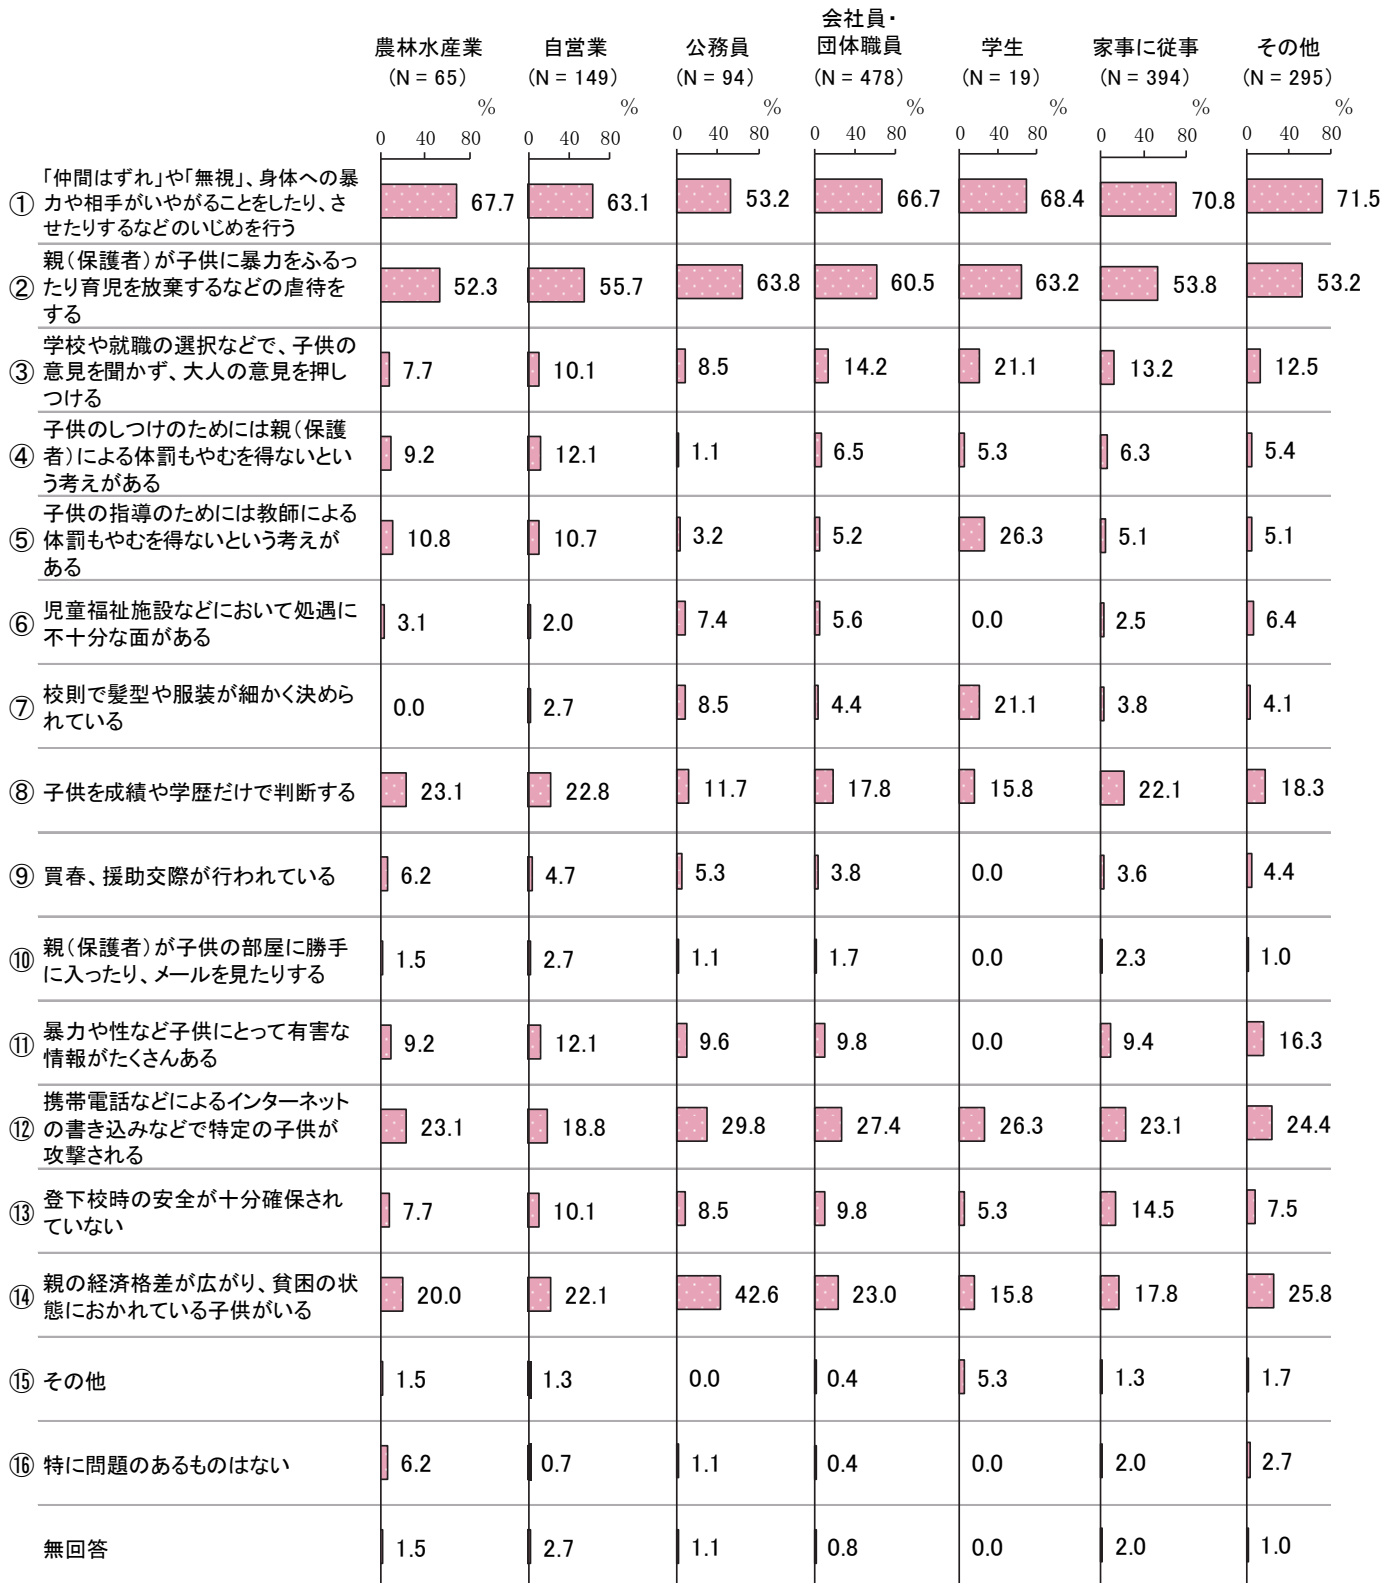 会社員・
農林水産業 自営業 公務員 団体職員 学生 家事に従事 その他
（N = 65） （N = 149） （N = 94） （N = 478） （N = 19） （N = 394） （N = 295）
% % % % % % %
0 40 80 0 40 80 0 40 80 0 40 80 0 40 80 0 40 80 0 40 80
「仲間はずれ」や「無視」、身体への暴
① 力や相手がいやがることをしたり、さ 67.7 63.1 53.2 66.7 68.4 70.8 71.5
せたりするなどのいじめを行う
親（保護者）が子供に暴力をふるっ
② たり育児を放棄するなどの虐待を 52.3 55.7 63.8 60.5 63.2 53.8 53.2
する
学校や就職の選択などで、子供の
③ 意見を聞かず、大人の意見を押し 7.7 10.1 8.5 14.2 21.1 13.2 12.5
つける
子供のしつけのためには親（保護
④ 者）による体罰もやむを得ないとい 9.2 12.1 1.1 6.5 5.3 6.3 5.4
う考えがある
子供の指導のためには教師による
⑤ 体罰もやむを得ないという考えが 10.8 10.7 3.2 5.2 26.3 5.1 5.1
ある
児童福祉施設などにおいて処遇に
⑥ 不十分な面がある 3.1 2.0 7.4 5.6 0.0 2.5 6.4
校則で髪型や服装が細かく決めら
⑦ れている 0.0 2.7 8.5 4.4 21.1 3.8 4.1
⑧ 子供を成績や学歴だけで判断する 23.1 22.8 11.7 17.8 15.8 22.1 18.3
⑨ 買春、援助交際が行われている 6.2 4.7 5.3 3.8 0.0 3.6 4.4
親（保護者）が子供の部屋に勝手
⑩ に入ったり、メールを見たりする 1.5 2.7 1.1 1.7 0.0 2.3 1.0
暴力や性など子供にとって有害な
⑪ 情報がたくさんある 9.2 12.1 9.6 9.8 0.0 9.4 16.3
携帯電話などによるインターネット
⑫ の書き込みなどで特定の子供が 23.1 18.8 29.8 27.4 26.3 23.1 24.4
攻撃される
登下校時の安全が十分確保され
⑬ ていない 7.7 10.1 8.5 9.8 5.3 14.5 7.5
親の経済格差が広がり、貧困の状
⑭ 態におかれている子供がいる 20.0 22.1 42.6 23.0 15.8 17.8 25.8
⑮ その他 1.5 1.3 0.0 0.4 5.3 1.3 1.7
⑯ 特に問題のあるものはない 6.2 0.7 1.1 0.4 0.0 2.0 2.7
無回答 1.5 2.7 1.1 0.8 0.0 2.0 1.0